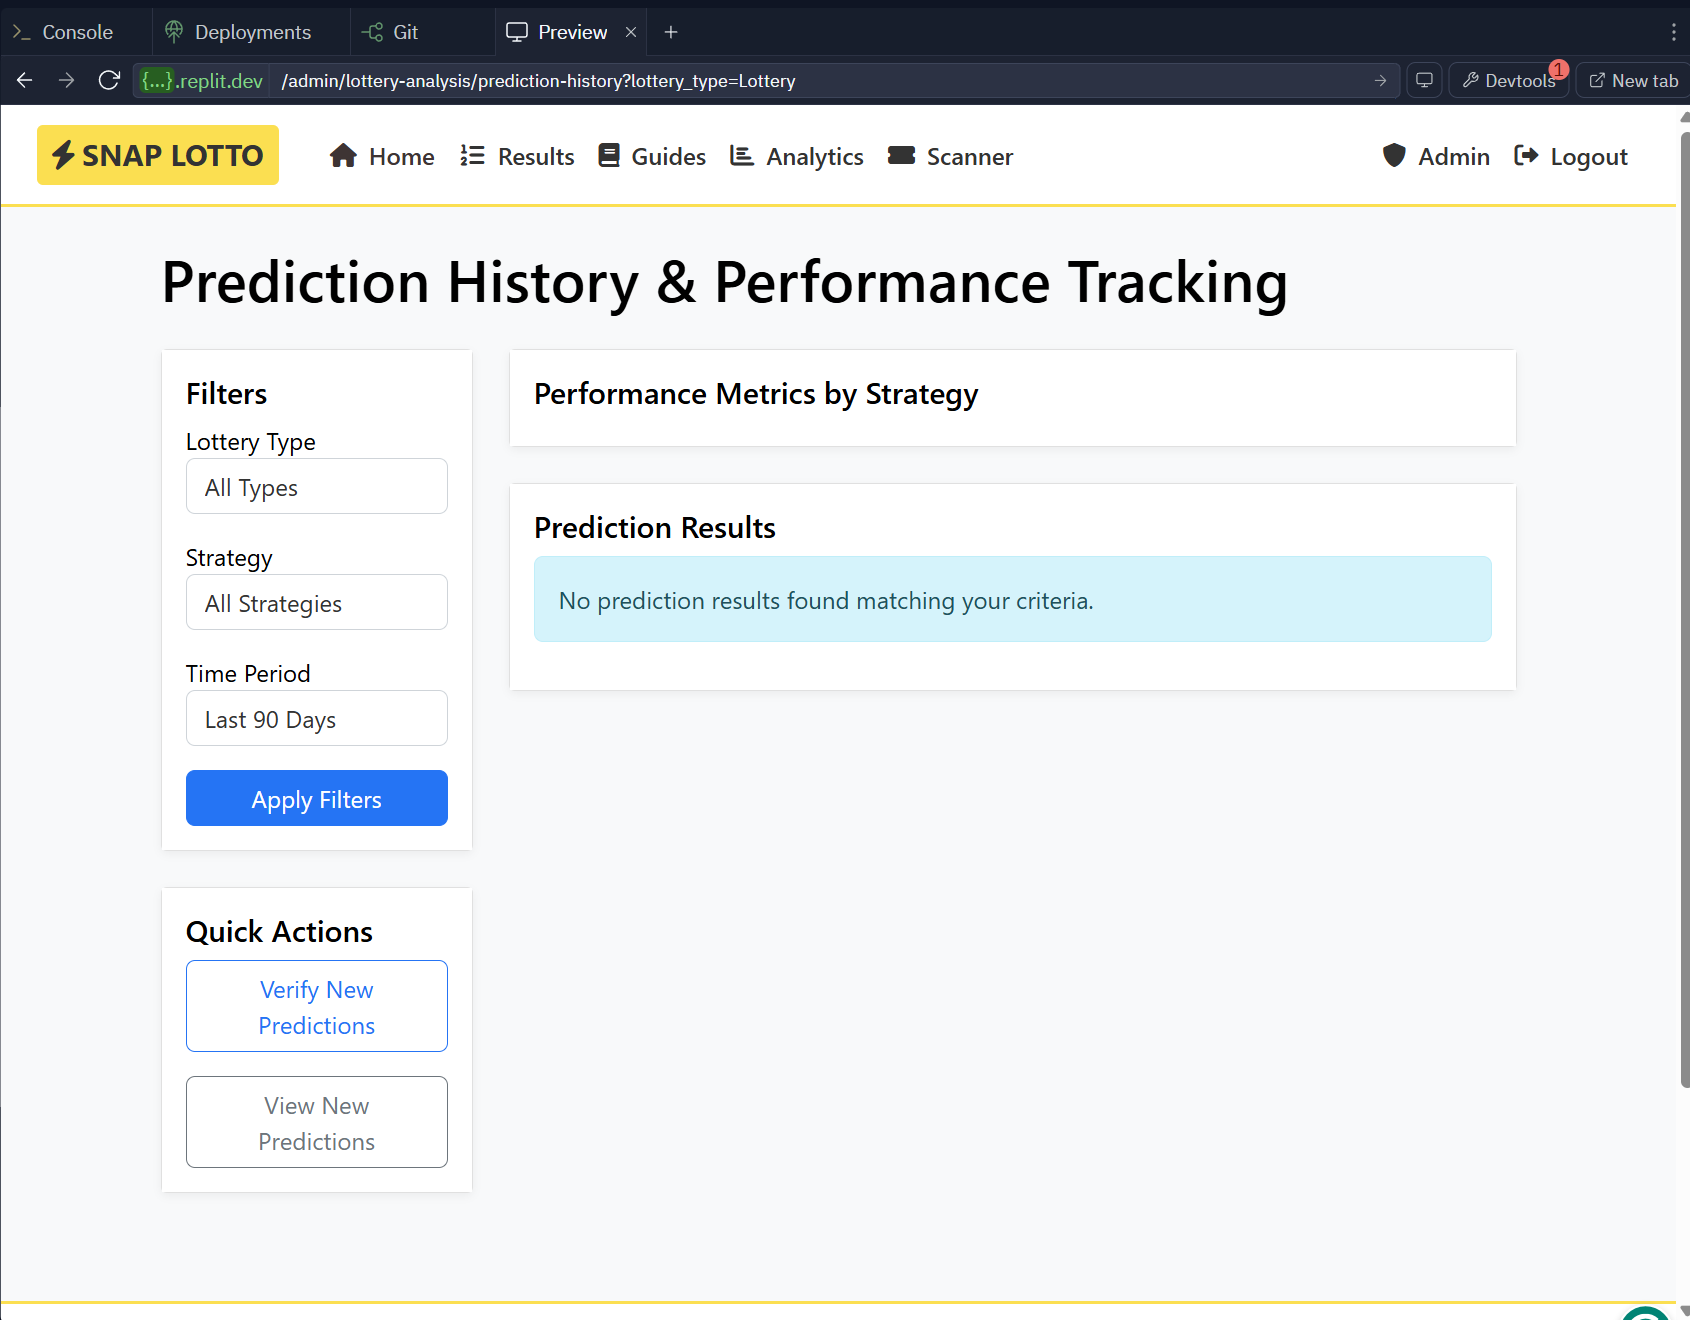 Console
Deployments
Git
Preview
{...}.replit.dev /admin/lottery-analysis/prediction-history?lottery_type=Lottery
Devtools
1
New tab
SNAP LOTTO
Home
Results
Guides
Analytics
Scanner
Admin
Logout
Prediction History & Performance Tracking
Filters
Lottery Type
All Types
Strategy
All Strategies
Time Period
Last 90 Days
Apply Filters
Quick Actions
Verify New
Predictions
View New
Predictions
Performance Metrics by Strategy
Prediction Results
No prediction results found matching your criteria.